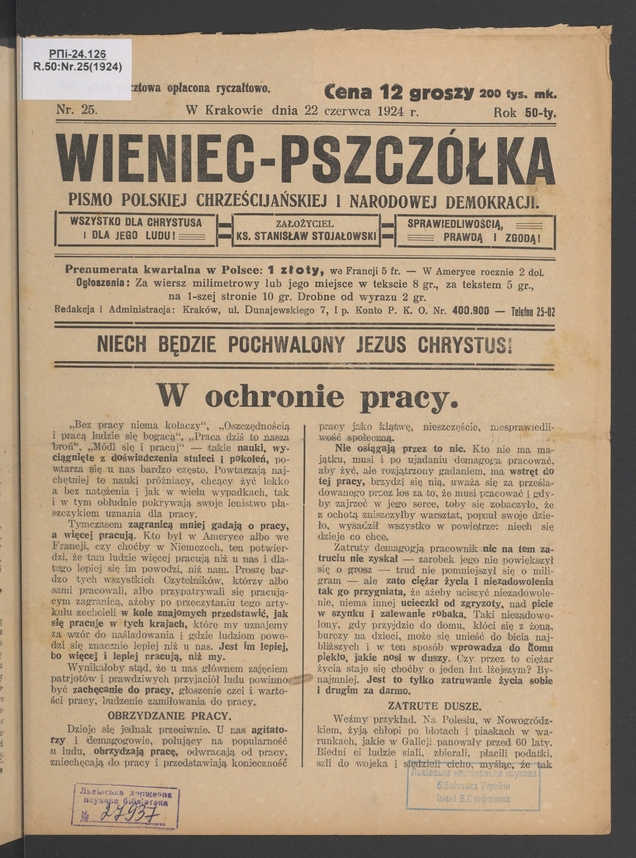 РПі-24.126
R.50:Nr.25(1924)
cztowa opłacona ryczałtowo.
Cena 12 groszy 200 tys. mk.
Nr. 25.
W Krakowie dnia 22 czerwca 1924 r.
Rok 50-ty.
WIENIEC-PSZCZÓŁKA
PISMO POLSKIEJ CHRZEŚCIJAŃSKIEJ I NARODOWEJ DEMOKRACJI.
WSZYSTKO DLA CHRYSTUSA
I DLA JEGO LUDU!
ZAŁOŻYCIEL
KS. STANISŁAW STOJAŁOWSKI
SPRAWIEDLIWOŚCIĄ,
PRAWDĄ I ZGODĄ!
Prenumerata kwartalna w Polsce: 1 złoty, we Francji 5 fr. — W Ameryce rocznie 2 dol.
Ogłoszenia: Za wiersz milimetrowy lub jego miejsce w tekscie 8 gr., za tekstem 5 gr.,
na 1-szej stronie 10 gr. Drobne od wyrazu 2 gr.
Redakcja i Administracja: Kraków, ul. Dunajewskiego 7, I p. Konto P. K. O. Nr. 400.900 — Telefon 25-02
NIECH BĘDZIE POCHWALONY JEZUS CHRYSTUS!
W ochronie pracy.
„Bez pracy niema kołaczy“, „Oszczędnością
i pracą ludzie się bogacą“, „Praca dziś to nasza
broń“, „Módl się i pracuj“ — takie nauki, wy-
ciągnięte z doświadczenia stuleci i pokoleń, po-
wtarza się u nas bardzo często. Powtarzają naj-
chętniej te nauki próżniacy, chcący żyć lekko
a bez natężenia i jak w wielu wypadkach, tak
i w tym obłudnie pokrywają swoje lenistwo pła-
szczykiem uznania dla pracy.
Tymczasem zagranicą mniej gadają o pracy,
a więcej pracują. Kto był w Ameryce albo we
Francji, czy choćby w Niemczech, ten potwier-
dzi, że tam ludzie więcej pracują niż u nas i dla-
tego lepiej się im powodzi, niż nam. Proszę bar-
dzo tych wszystkich Czytelników, którzy albo
sami pracowali, albo przypatrywali się pracują-
cym zagranicą, ażeby po przeczytaniu tego arty-
kułu zechcieli w kole znajomych przedstawić, jak
się pracuje w tych krajach, które my uznajemy
za wzór do naśladowania i gdzie ludziom powo-
dzi się znacznie lepiej niż u nas. Jest im lepiej,
bo więcej i lepiej pracują, niż my.
Wynikałoby stąd, że u nas głównem zajęciem
patrjotów i prawdziwych przyjaciół ludu powinno
być zachęcanie do pracy, głoszenie czci i warto-
ści pracy, budzenie zamiłowania do pracy.
OBRZYDZANIE PRACY.
Dzieje się jednak przeciwnie. U nas agitato-
rzy i demagogowie, polujący na popularność
u ludu, obrzydzają pracę, odwracają od pracy,
zniechęcają do pracy i przedstawiają konieczność
pracy jako klątwę, nieszczęście, niesprawiedli-
wość społeczną.
Nie osiągają przez to nic. Kto nie ma ma-
jątku, musi i po ujadaniu demagoga pracować,
aby żyć, ale rozjątrzony gadaniem, ma wstręt do
tej pracy, brzydzi się nią, uważa się za prześla-
dowanego przez los za to, że musi pracować i gdy-
by zajrzeć w jego serce, toby się zobaczyło, że
z ochotą zniszczyłby warsztat, popsuł swoje dzie-
ło, wysadził wszystko w powietrze: niech się
dzieje co chce.
Zatruty demagogją pracownik nic na tem za-
truciu nie zyskał — zarobek jego nie powiększył
się o grosz — trud nie pomniejszył się o mili-
gram — ale zato ciężar życia i niezadowolenia
tak go przygniata, że ażeby uciszyć niezadowole-
nie, niema innej ucieczki od zgryzoty, nad picie
w szynku i zalewanie robaka. Taki niezadowo-
lony, gdy przyjdzie do domu, kłóci się z żoną,
burczy na dzieci, może się unieść do bicia naj-
bliższych i w ten sposób wprowadza do domu
piekło, jakie nosi w duszy. Czy przez to ciężar
życia staje się choćby o jeden lut lżejszym? By-
najmniej. Jest to tylko zatruwanie życia sobie
i drugim za darmo.
ZATRUTE DUSZE.
Weźmy przykład. Na Polesiu, w Nowogródz-
kiem, żyją chłopi po błotach i piaskach w wa-
runkach, jakie w Galicji panowały przed 60 laty.
Biedni ci ludzie siali, zbierali, płacili podatki,
szli do wojska i siedzieli cicho, myśląc, że tak
Львівська державна
наукова бібліотека
№ 27937
Львівська наукова
бібліотека
України